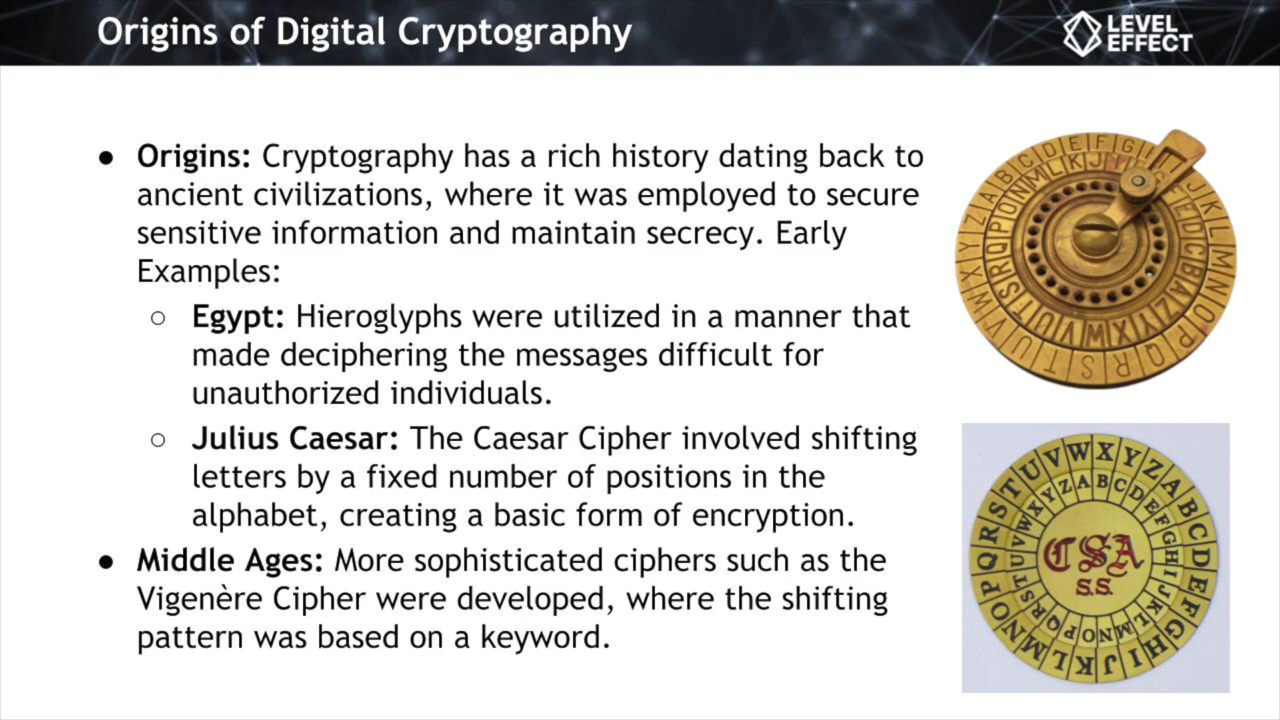 Origins of Digital Cryptography
LEVEL
EFFECT
● Origins: Cryptography has a rich history dating back to
ancient civilizations, where it was employed to secure
sensitive information and maintain secrecy. Early
Examples:
○ Egypt: Hieroglyphs were utilized in a manner that
made deciphering the messages difficult for
unauthorized individuals.
○ Julius Caesar: The Caesar Cipher involved shifting
letters by a fixed number of positions in the
alphabet, creating a basic form of encryption.
● Middle Ages: More sophisticated ciphers such as the
Vigenère Cipher were developed, where the shifting
pattern was based on a keyword.
CSA
S.S.